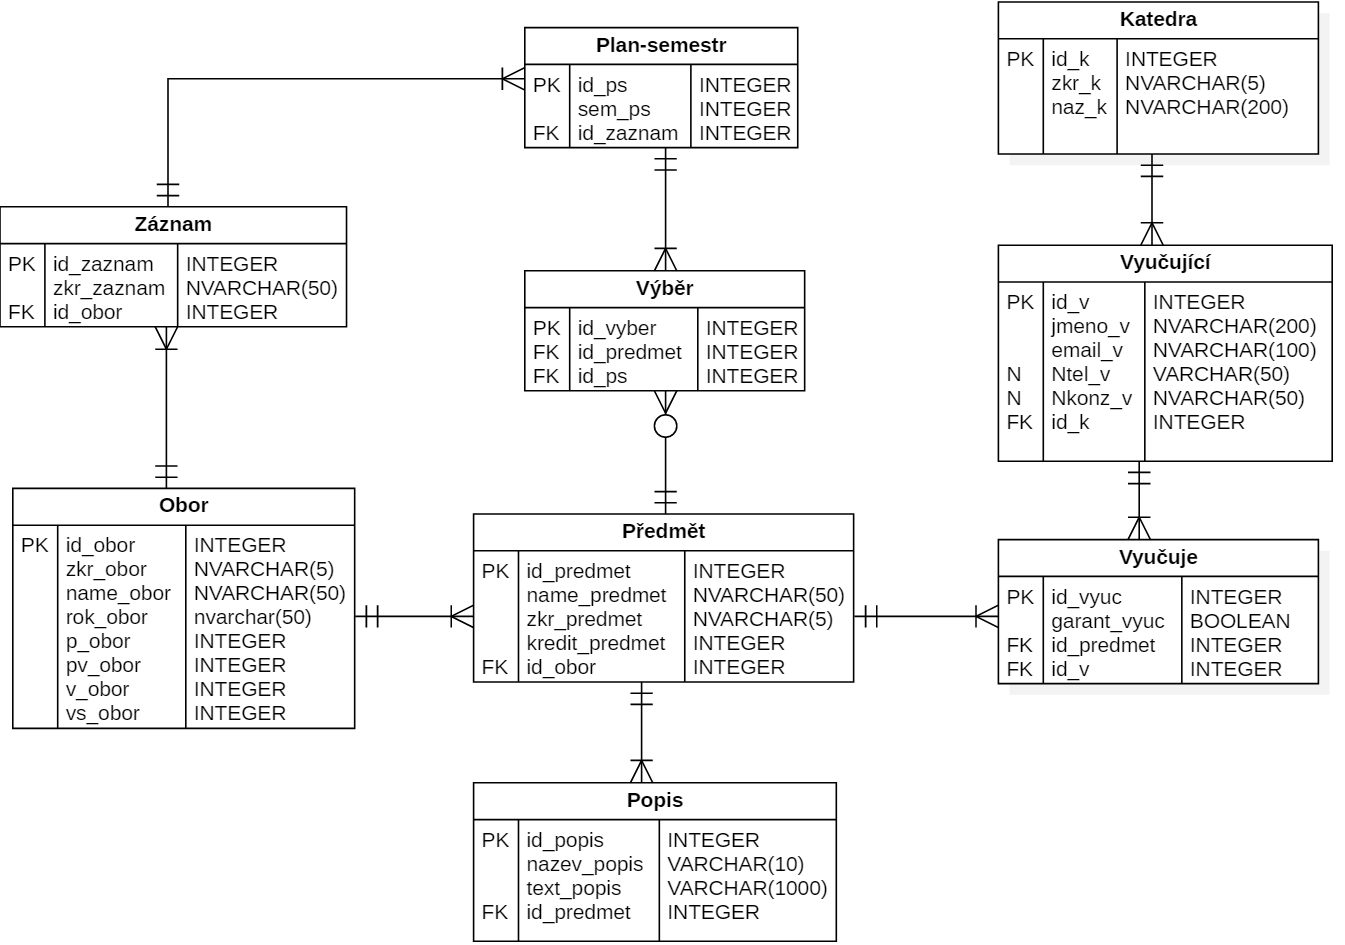 Plan-semestr
PK id_ps INTEGER
sem_ps INTEGER
FK id_zaznam INTEGER
Katedra
PK id_k INTEGER
zkr_k NVARCHAR(5)
naz_k NVARCHAR(200)
Záznam
PK id_zaznam INTEGER
zkr_zaznam NVARCHAR(50)
FK id_obor INTEGER
Výběr
PK id_vyber INTEGER
FK id_predmet INTEGER
FK id_ps INTEGER
Vyučující
PK id_v INTEGER
jmeno_v NVARCHAR(200)
email_v NVARCHAR(100)
N Ntel_v VARCHAR(50)
N Nkonz_v NVARCHAR(50)
FK id_k INTEGER
Obor
PK id_obor INTEGER
zkr_obor NVARCHAR(5)
name_obor NVARCHAR(50)
rok_obor nvarchar(50)
p_obor INTEGER
pv_obor INTEGER
v_obor INTEGER
vs_obor INTEGER
Předmět
PK id_predmet INTEGER
name_predmet NVARCHAR(50)
zkr_predmet NVARCHAR(5)
kredit_predmet INTEGER
FK id_obor INTEGER
Vyučuje
PK id_vyuc INTEGER
garant_vyuc BOOLEAN
FK id_predmet INTEGER
FK id_v INTEGER
Popis
PK id_popis INTEGER
nazev_popis VARCHAR(10)
text_popis VARCHAR(1000)
FK id_predmet INTEGER